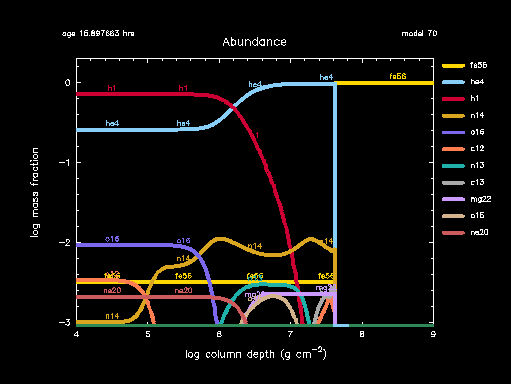 age 16.897663 hrs
model 70
Abundance
fe56
he4
h1
n14
o16
c12
n13
c13
mg22
o15
ne20
log mass fraction
0
−1
−2
−3
h1
h1
he4
he4
he4
he4
fe56
o16
o16
n14
n14
n14
fe56
fe56
fe56
ne20
ne20
n14
4
5
6
7
8
9
log column depth (g cm−2)